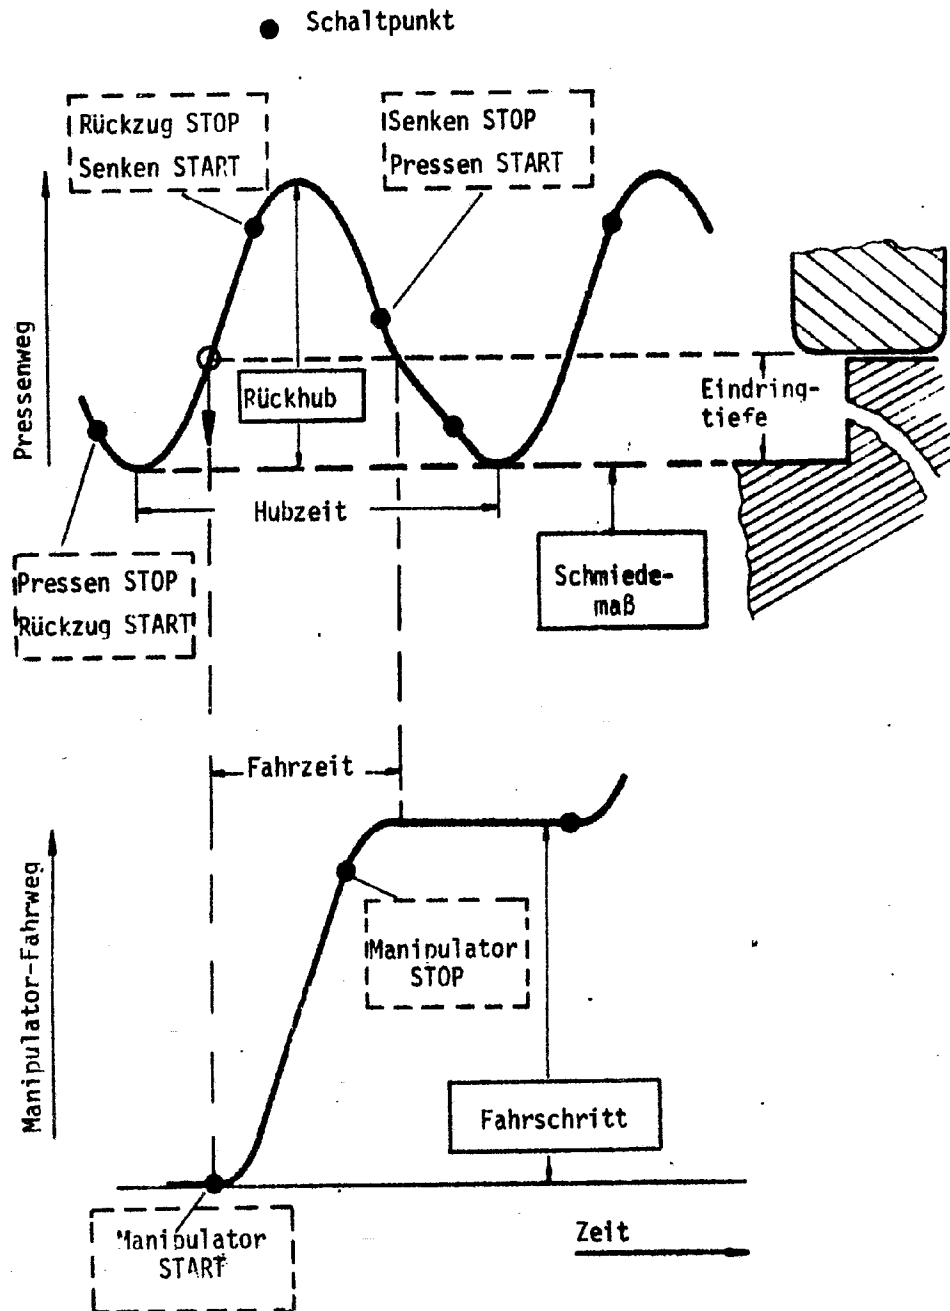 Schaltpunkt
Rückzug STOP
Senken START
Senken STOP
Pressen START
Pressenweg
Rückhub
Eindring-
tiefe
Hubzeit
Schmiede-
maß
Pressen STOP
Rückzug START
Fahrzeit
Manipulator-Fahrweg
Manipulator
STOP
Fahrschritt
Manipulator
START
Zeit